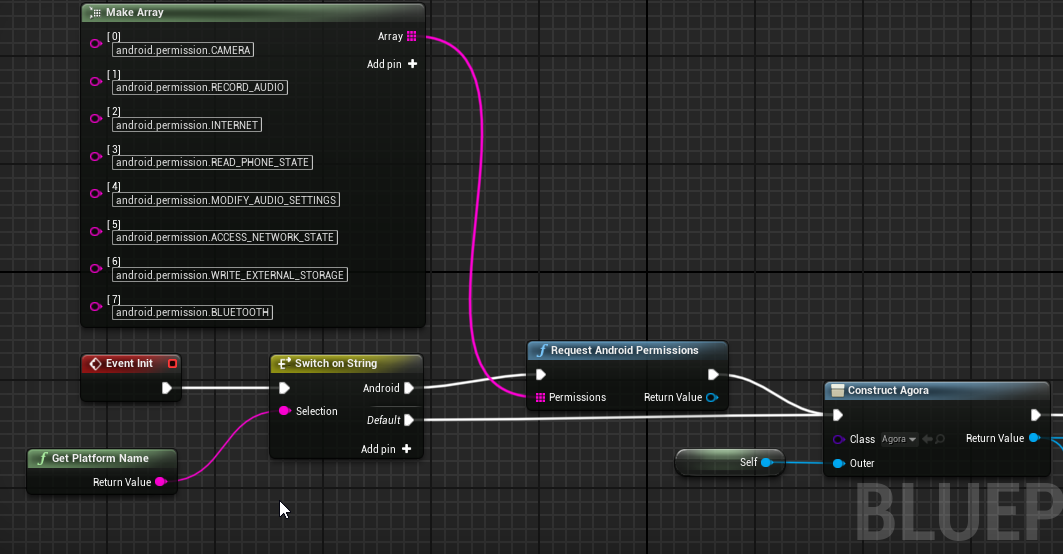 Make Array
[0]
android.permission.CAMERA
Array
Add pin
[1]
android.permission.RECORD_AUDIO
[2]
android.permission.INTERNET
[3]
android.permission.READ_PHONE_STATE
[4]
android.permission.MODIFY_AUDIO_SETTINGS
[5]
android.permission.ACCESS_NETWORK_STATE
[6]
android.permission.WRITE_EXTERNAL_STORAGE
[7]
android.permission.BLUETOOTH
Event Init
Switch on String
Android
Selection
Default
Add pin
Get Platform Name
Return Value
Request Android Permissions
Permissions
Return Value
Construct Agora
Class
Agora
Return Value
Outer
Self
BLUEP